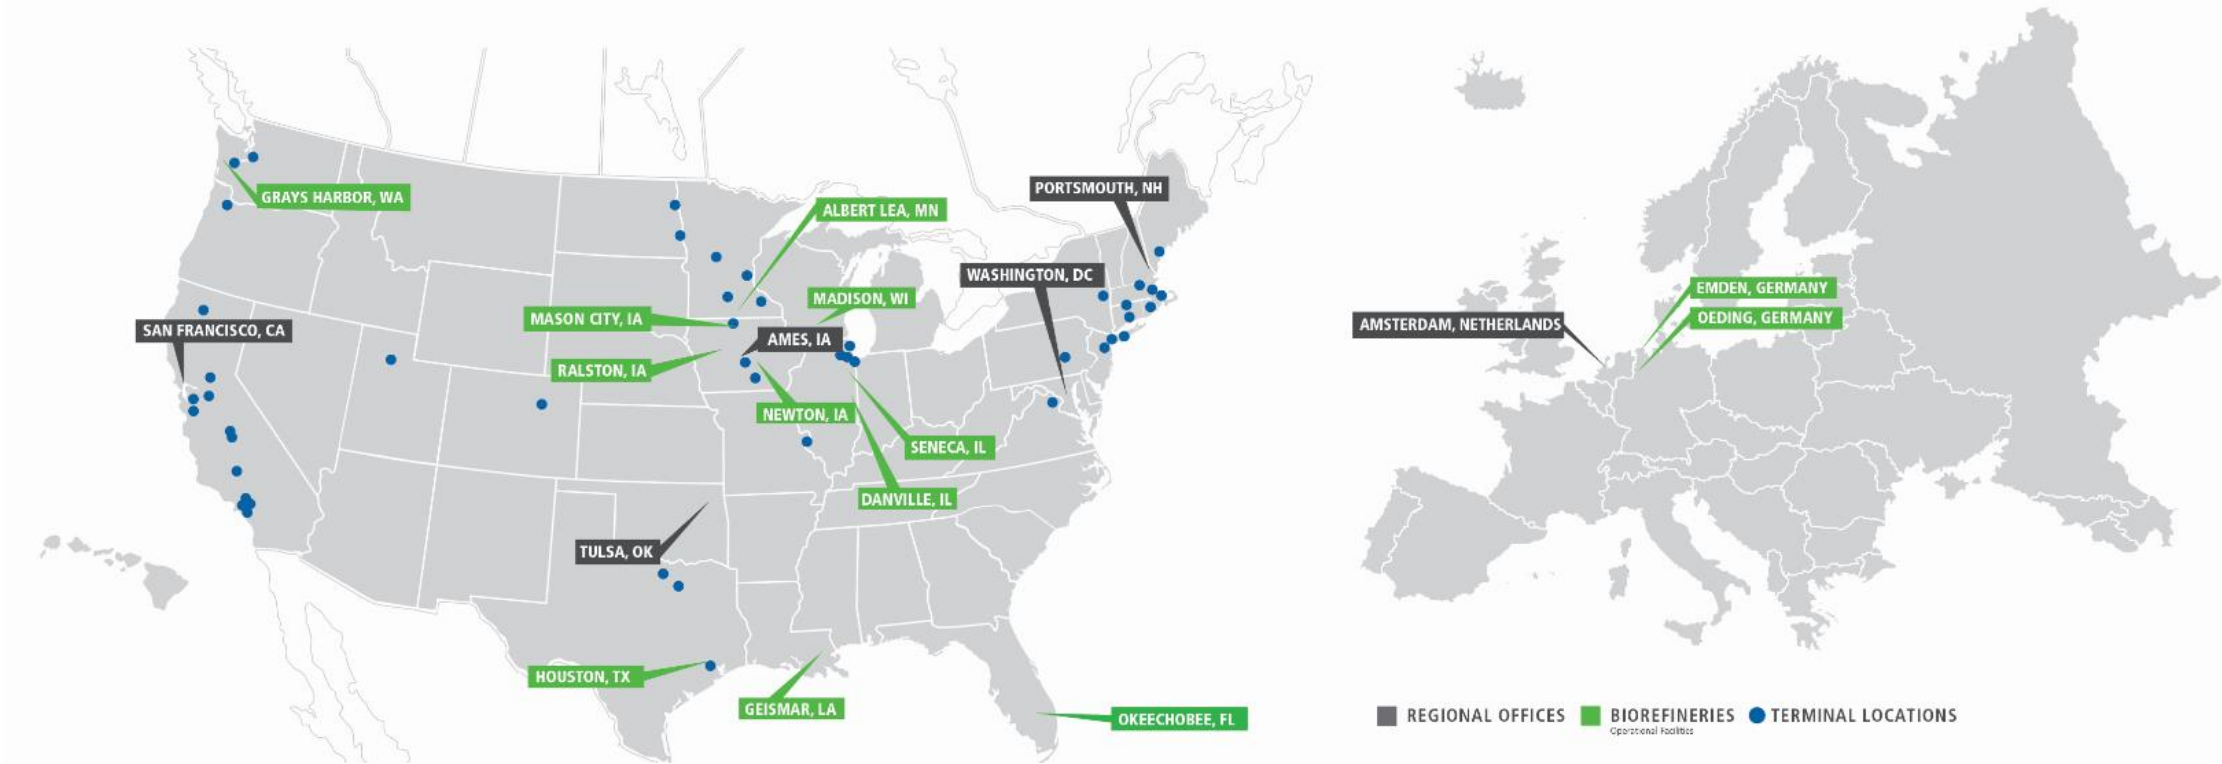 PORTSMOUTH, NH
GRAYS HARBOR, WA
ALBERT LEA, MN
WASHINGTON, DC
MADISON, WI
MASON CITY, IA
SAN FRANCISCO, CA
AMES, IA
RALSTON, IA
NEWTON, IA
SENECA, IL
DANVILLE, IL
TULSA, OK
HOUSTON, TX
GEISMAR, LA
OKEECHOBEE, FL
EMDEN, GERMANY
OEDING, GERMANY
AMSTERDAM, NETHERLANDS
REGIONAL OFFICES
BIOREFINERIES
Operational Facilities
TERMINAL LOCATIONS